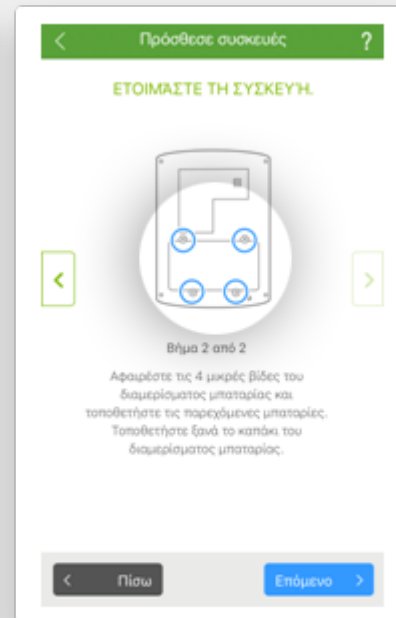 Πρόσθεσε συσκευές ?
ΕΤΟΙΜΆΣΤΕ ΤΗ ΣΥΣΚΕΥΉ.
Βήμα 2 από 2
Αφαιρέστε τις 4 μικρές βίδες του
διαμερίσματος μπαταρίας και
τοποθετήστε τις παρεχόμενες μπαταρίες.
Τοποθετήστε ξανά το καπάκι του
διαμερίσματος μπαταρίας.
Πίσω
Επόμενο